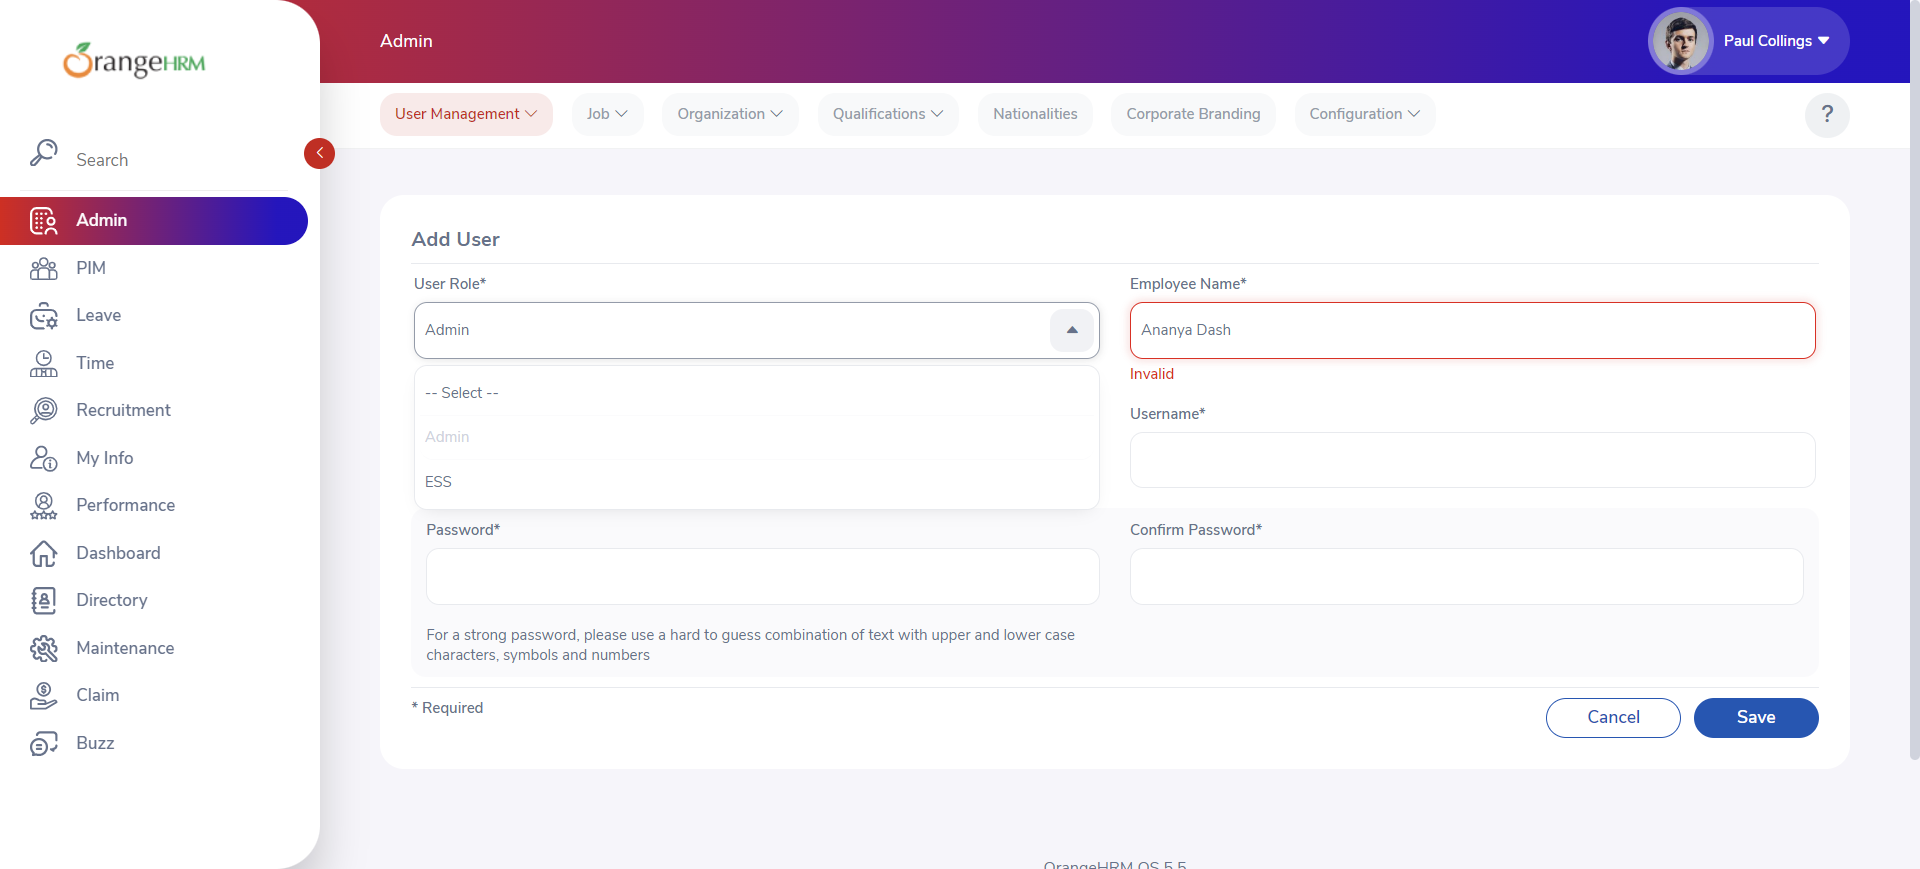 OrangeHRM
Admin
Paul Collings
User Management
Job
Organization
Qualifications
Nationalities
Corporate Branding
Configuration
?
Search
Admin
PIM
Leave
Time
Recruitment
My Info
Performance
Dashboard
Directory
Maintenance
Claim
Buzz
Add User
User Role*
Admin
-- Select --
Admin
ESS
Employee Name*
Ananya Dash
Invalid
Username*
Password*
Confirm Password*
For a strong password, please use a hard to guess combination of text with upper and lower case
characters, symbols and numbers
* Required
Cancel
Save
OrangeHRM OS 5.5